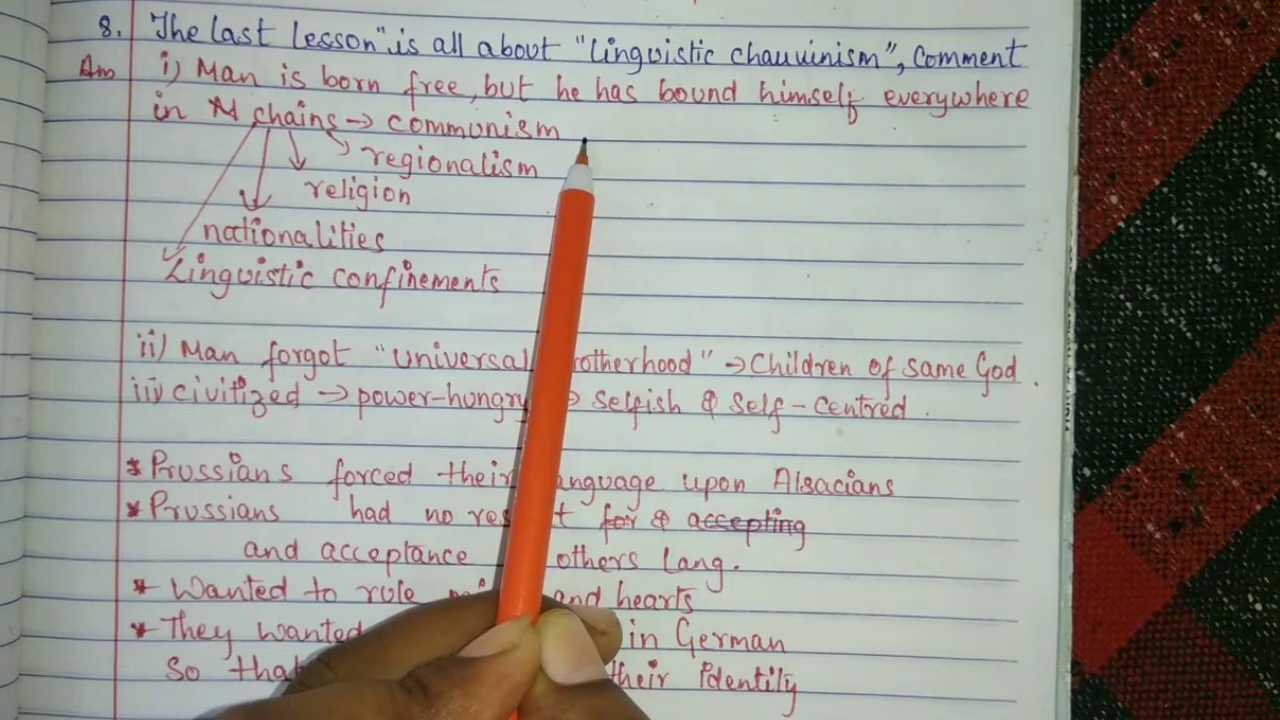 8. "The last lesson" is all about "Linguistic chauvinism", Comment
Ans i) Man is born free, but he has bound himself everywhere
in chains → communism
regionalism
religion
nationalities
Linguistic confinements
ii) Man forgot "universal rotherhood" → Children of same God.
iii) civilized → power-hungry → selfish & self-centred.
* Prussians forced their anguage upon Alsacians
* Prussians had no res t for & accepting
and acceptance others lang.
* Wanted to rule and hearts
* They wanted in German
So that their Identity